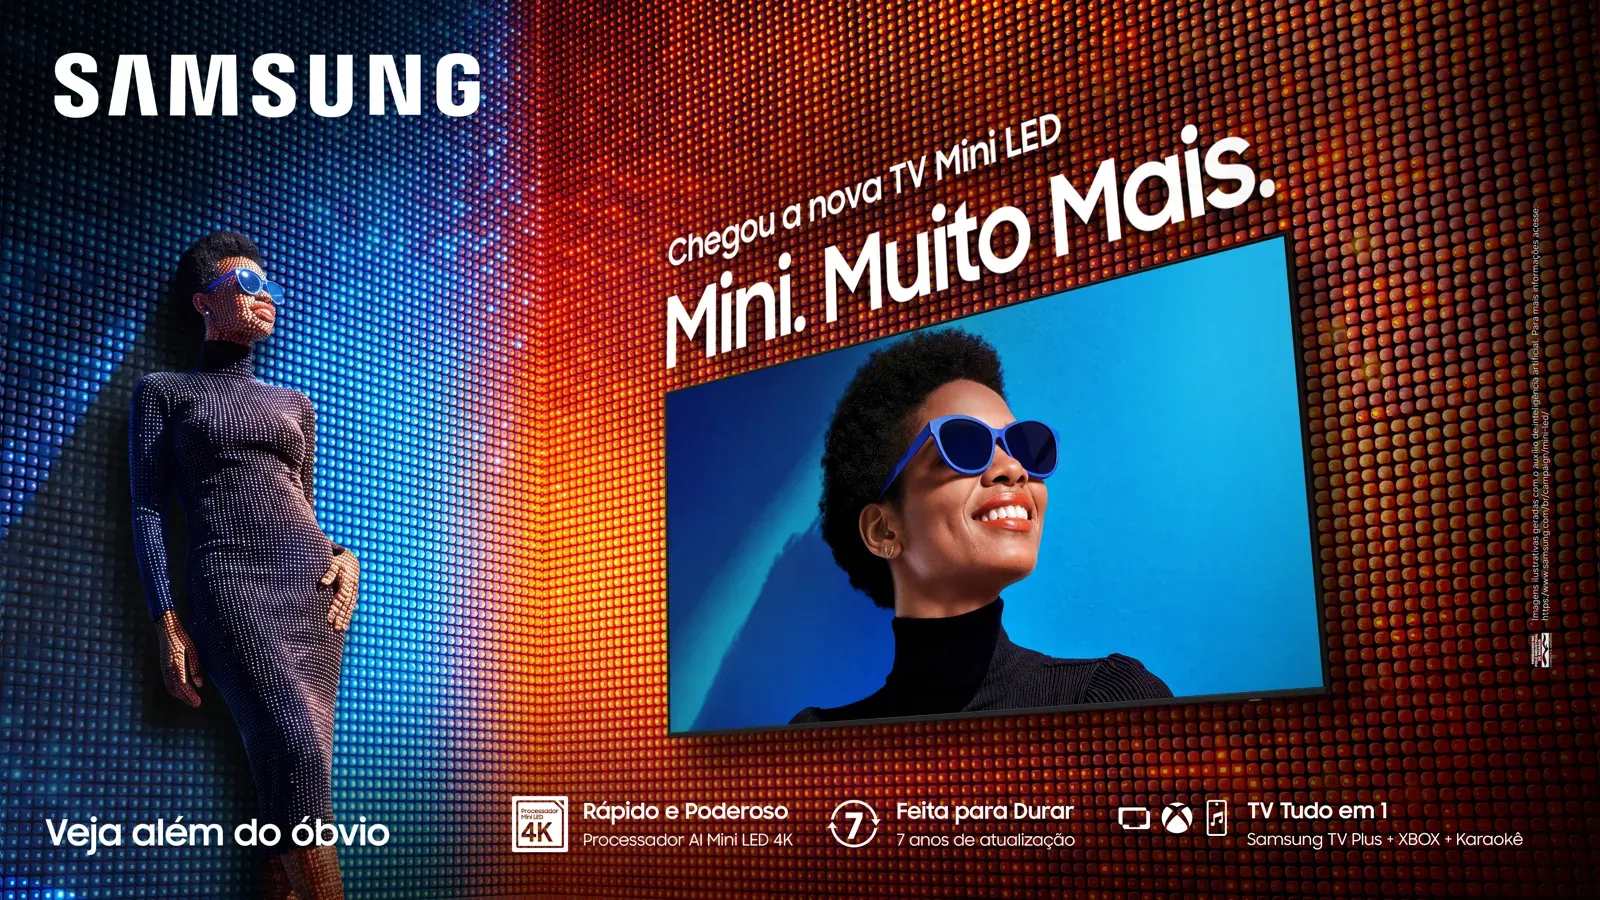 SAMSUNG
Chegou a nova TV Mini LED
Mini. Muito Mais.
Veja além do óbvio
Processador
Mini LED
4K
Rápido e Poderoso
Processador AI Mini LED 4K
7
Feita para Durar
7 anos de atualização
TV Tudo em 1
Samsung TV Plus + XBOX + Karaokê
Imagens ilustrativas geradas com o auxílio de inteligência artificial. Para mais informações acesse:
https:/www.samsung.com/br/campaign/mini-led/